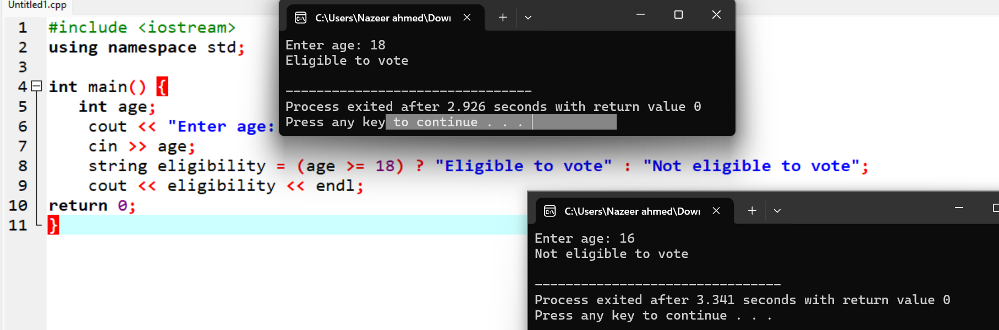 Untitled1.cpp
1 #include <iostream>
2 using namespace std;
3
4 int main() {
5 int age;
6 cout << "Enter age:
7 cin >> age;
8 string eligibility = (age >= 18) ? "Eligible to vote" : "Not eligible to vote";
9 cout << eligibility << endl;
10 return 0;
11 }
C:\Users\Nazeer ahmed\Dow
Enter age: 18
Eligible to vote
--------------------------------
Process exited after 2.926 seconds with return value 0
Press any key to continue . . .
C:\Users\Nazeer ahmed\Dow
Enter age: 16
Not eligible to vote
--------------------------------
Process exited after 3.341 seconds with return value 0
Press any key to continue . . .